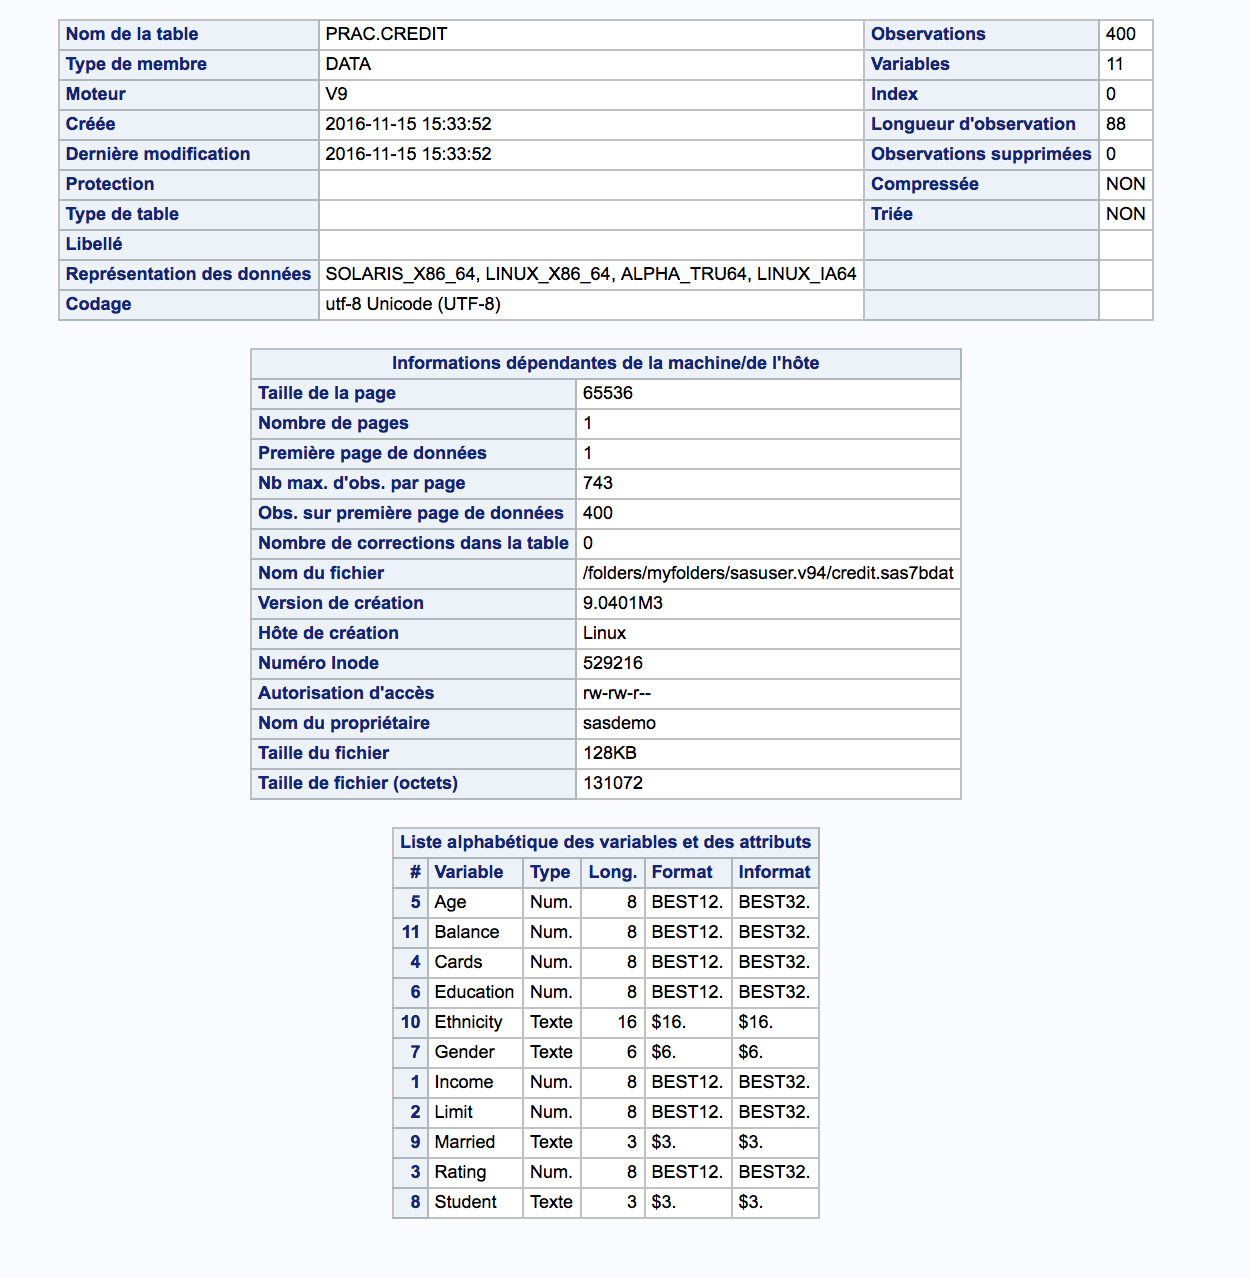 Nom de la table PRAC.CREDIT Observations 400
Type de membre DATA Variables 11
Moteur V9 Index 0
Créée 2016-11-15 15:33:52 Longueur d'observation 88
Dernière modification 2016-11-15 15:33:52 Observations supprimées 0
Protection Compressée NON
Type de table Triée NON
Libellé
Représentation des données SOLARIS_X86_64, LINUX_X86_64, ALPHA_TRU64, LINUX_IA64
Codage utf-8 Unicode (UTF-8)
Informations dépendantes de la machine/de l'hôte
Taille de la page 65536
Nombre de pages 1
Première page de données 1
Nb max. d'obs. par page 743
Obs. sur première page de données 400
Nombre de corrections dans la table 0
Nom du fichier /folders/myfolders/sasuser.v94/credit.sas7bdat
Version de création 9.0401M3
Hôte de création Linux
Numéro Inode 529216
Autorisation d'accès rw-rw-r--
Nom du propriétaire sasdemo
Taille du fichier 128KB
Taille de fichier (octets) 131072
Liste alphabétique des variables et des attributs
# Variable Type Long. Format Informat
5 Age Num. 8 BEST12. BEST32.
11 Balance Num. 8 BEST12. BEST32.
4 Cards Num. 8 BEST12. BEST32.
6 Education Num. 8 BEST12. BEST32.
10 Ethnicity Texte 16 $16. $16.
7 Gender Texte 6 $6. $6.
1 Income Num. 8 BEST12. BEST32.
2 Limit Num. 8 BEST12. BEST32.
9 Married Texte 3 $3. $3.
3 Rating Num. 8 BEST12. BEST32.
8 Student Texte 3 $3. $3.